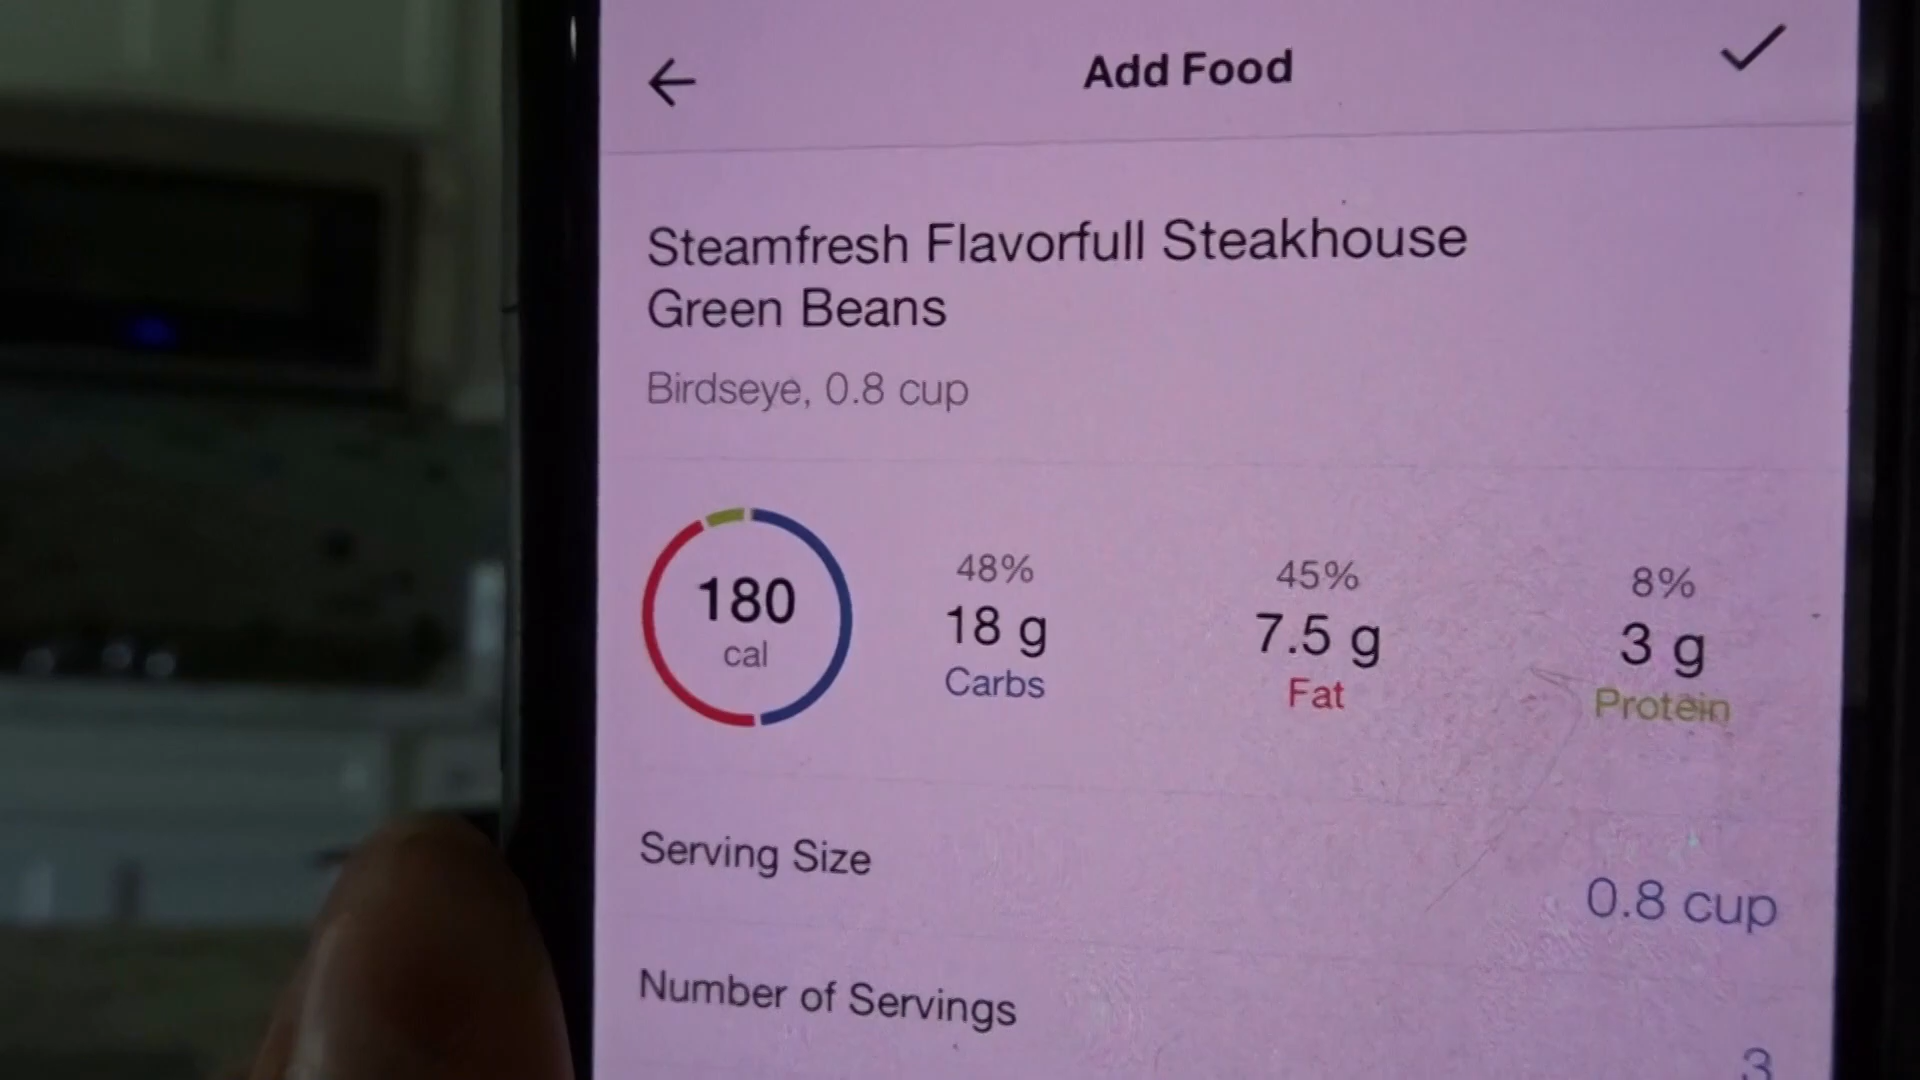 Add Food
Steamfresh Flavorfull Steakhouse
Green Beans
Birdseye, 0.8 cup
180
cal
48%
18 g
Carbs
45%
7.5 g
Fat
8%
3 g
Protein
Serving Size
0.8 cup
Number of Servings
3